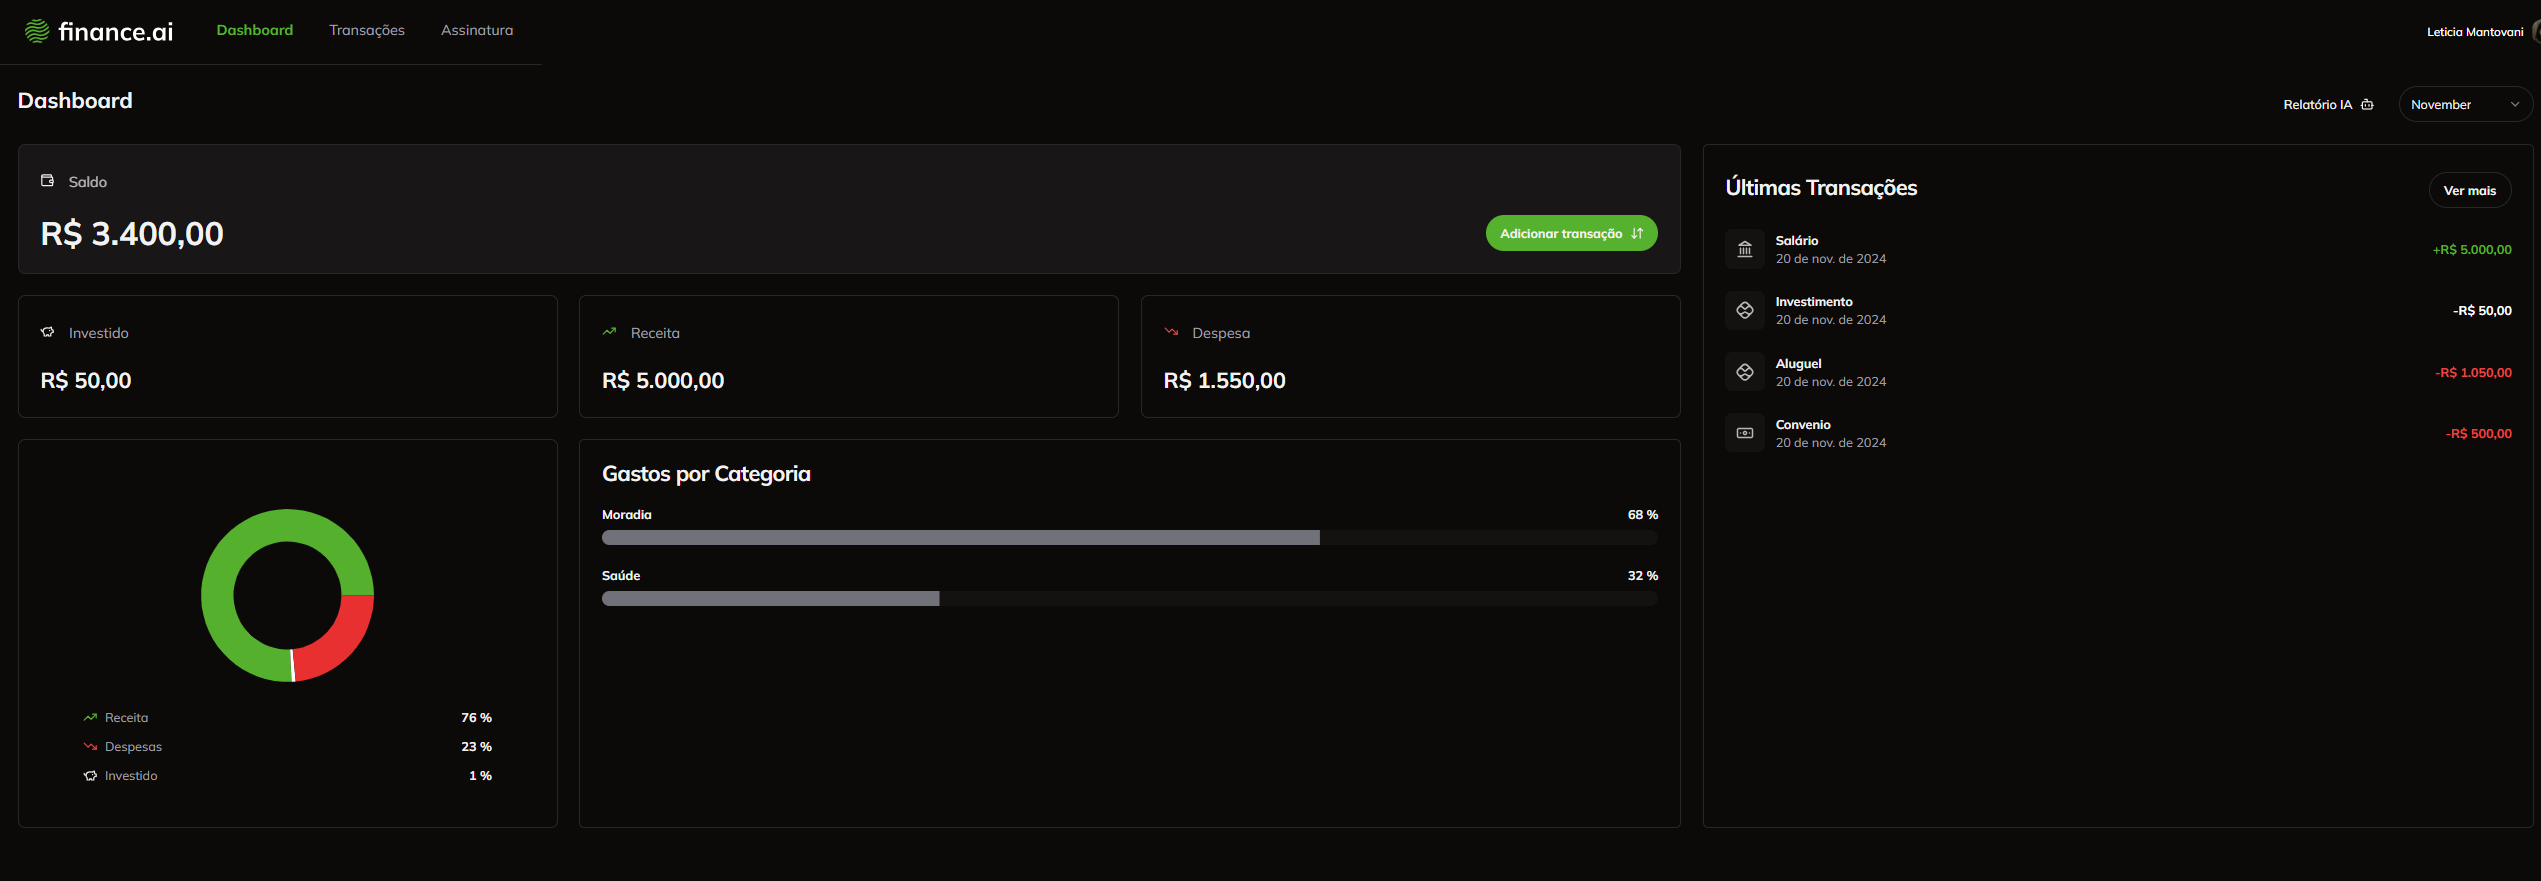 finance.ai
Dashboard
Transações
Assinatura
Leticia Mantovani
Dashboard
Relatório IA
November
Saldo
R$ 3.400,00
Adicionar transação
Investido
R$ 50,00
Receita
R$ 5.000,00
Despesa
R$ 1.550,00
Receita 76 %
Despesas 23 %
Investido 1 %
Gastos por Categoria
Moradia 68 %
Saúde 32 %
Últimas Transações
Ver mais
Salário
20 de nov. de 2024
+R$ 5.000,00
Investimento
20 de nov. de 2024
-R$ 50,00
Aluguel
20 de nov. de 2024
-R$ 1.050,00
Convenio
20 de nov. de 2024
-R$ 500,00